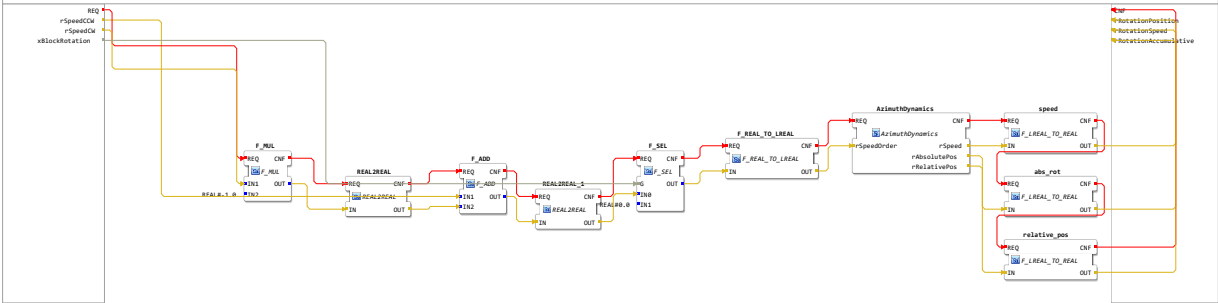 REQ
rSpeedCCW
rSpeedCW
xBlockRotation
CNF
RotationPosition
RotationSpeed
RotationAccumulative
F_MUL
REQ CNF
F_MUL
IN1 OUT
REAL#-1.0 IN2
REAL2REAL
REQ CNF
REAL2REAL
IN OUT
F_ADD
REQ CNF
F_ADD
IN1 OUT
IN2
REAL2REAL_1
REQ CNF
REAL2REAL
IN OUT
F_SEL
REQ CNF
F_SEL
G
IN0 OUT
REAL#0.0 IN1
F_REAL_TO_LREAL
REQ CNF
F_REAL_TO_LREAL
IN OUT
AzimuthDynamics
REQ CNF
AzimuthDynamics
rSpeedOrder rSpeed
rAbsolutePos
rRelativePos
speed
REQ CNF
F_LREAL_TO_REAL
IN OUT
abs_rot
REQ CNF
F_LREAL_TO_REAL
IN OUT
relative_pos
REQ CNF
F_LREAL_TO_REAL
IN OUT